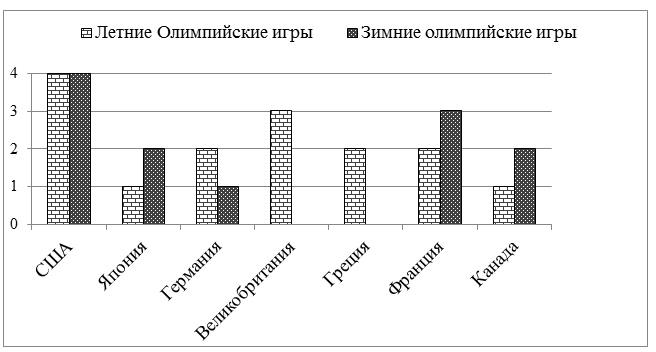 Летние Олимпийские игры Зимние олимпийские игры
4
3
2
1
0
США Япония Германия Великобритания Греция Франция Канада